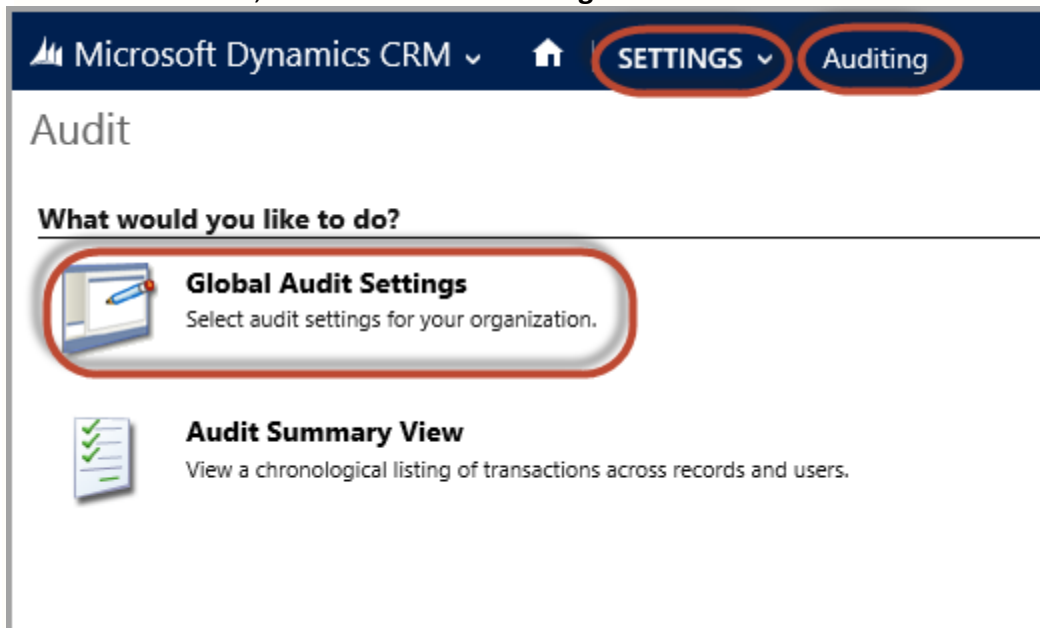 Microsoft Dynamics CRM SETTINGS Auditing
Audit
What would you like to do?
Global Audit Settings
Select audit settings for your organization.
Audit Summary View
View a chronological listing of transactions across records and users.